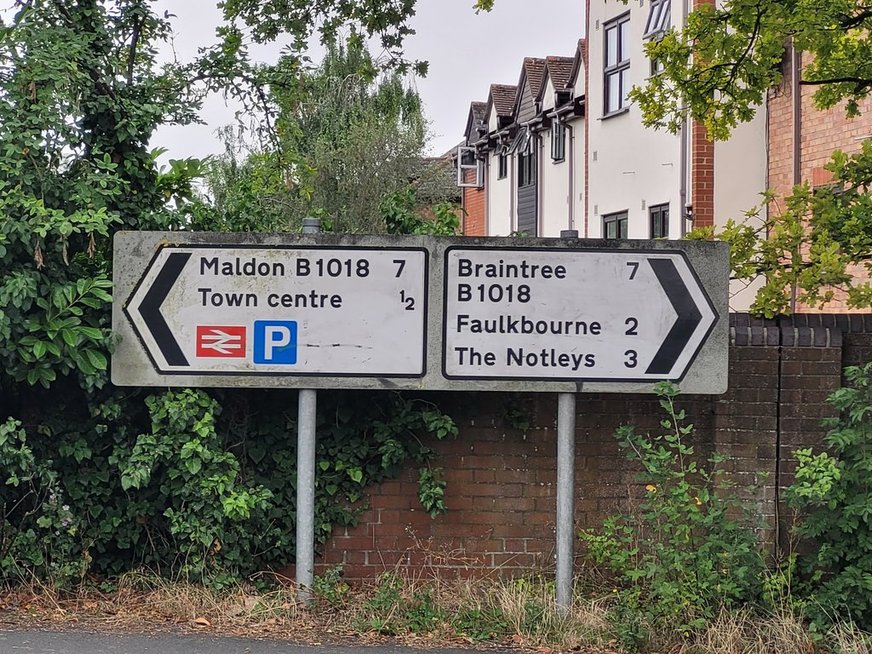 Maldon B1018 7
Town centre ½
P
Braintree 7
B1018
Faulkbourne 2
The Notleys 3